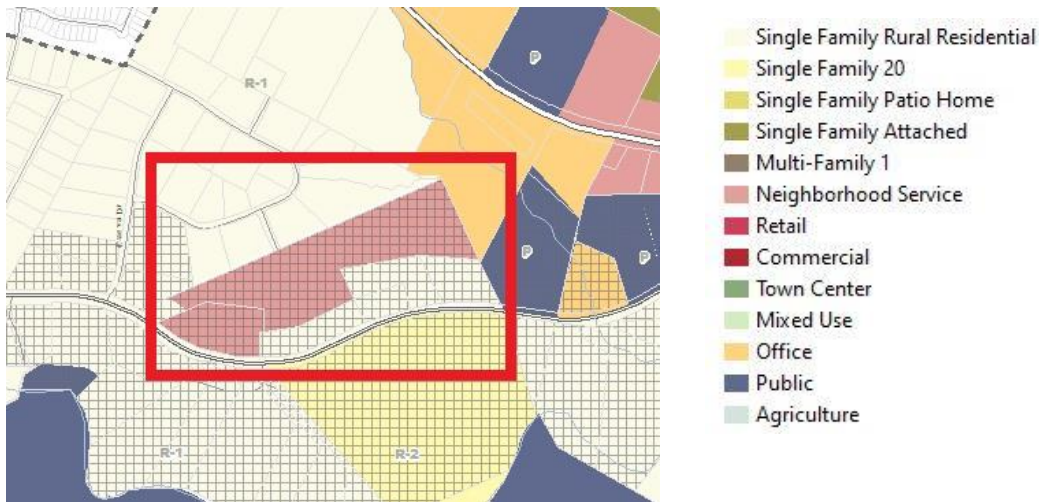 R-1
P
P
P
R-1
R-2
Single Family Rural Residential
Single Family 20
Single Family Patio Home
Single Family Attached
Multi-Family 1
Neighborhood Service
Retail
Commercial
Town Center
Mixed Use
Office
Public
Agriculture